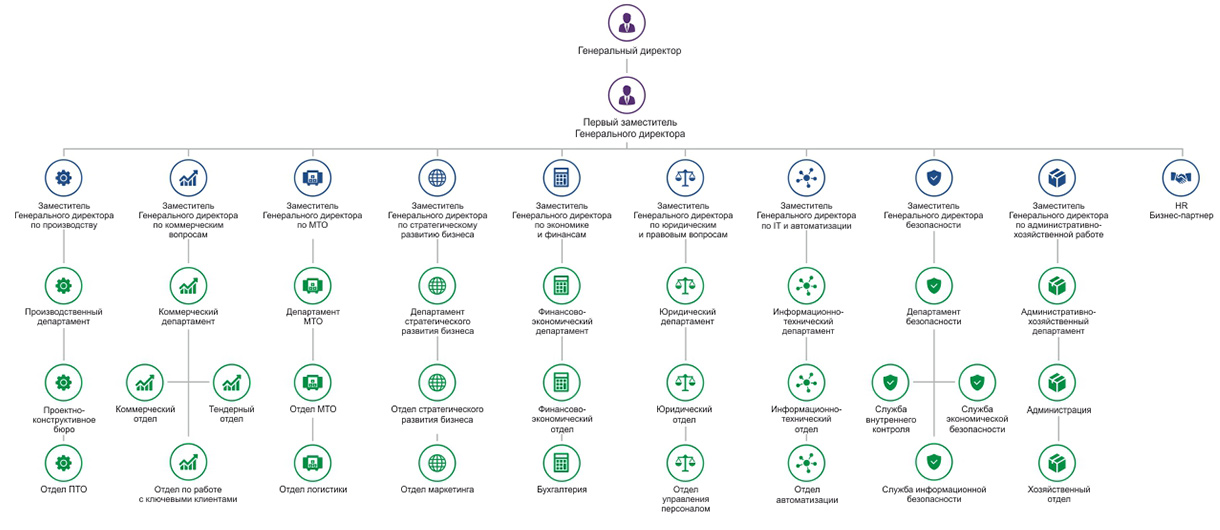 Генеральный директор
Первый заместитель
Генерального директора
Заместитель
Генерального директора
по производству
Заместитель
Генерального директора
по коммерческим
вопросам
Заместитель
Генерального директора
по МТО
Заместитель
Генерального директора
по стратегическому
развитию бизнеса
Заместитель
Генерального директора
по экономике
и финансам
Заместитель
Генерального директора
по юридическим
и правовым вопросам
Заместитель
Генерального директора
по IT и автоматизации
Заместитель
Генерального директора
безопасности
Заместитель
Генерального директора
по административно-
хозяйственной работе
HR
Бизнес-партнер
Производственный
департамент
Коммерческий
департамент
Департамент
МТО
Департамент
стратегического
развития бизнеса
Финансово-
экономический
департамент
Юридический
департамент
Информационно-
технический
департамент
Департамент
безопасности
Административно-
хозяйственный
департамент
Проектно-
конструктивное
бюро
Коммерческий
отдел
Тендерный
отдел
Отдел МТО
Отдел стратегического
развития бизнеса
Финансово-
экономический
отдел
Юридический
отдел
Информационно-
технический
отдел
Служба
внутреннего
контроля
Служба
экономической
безопасности
Администрация
Отдел ПТО
Отдел по работе
с ключевыми клиентами
Отдел логистики
Отдел маркетинга
Бухгалтерия
Отдел
управления
персоналом
Отдел
автоматизации
Служба информационной
безопасности
Хозяйственный
отдел